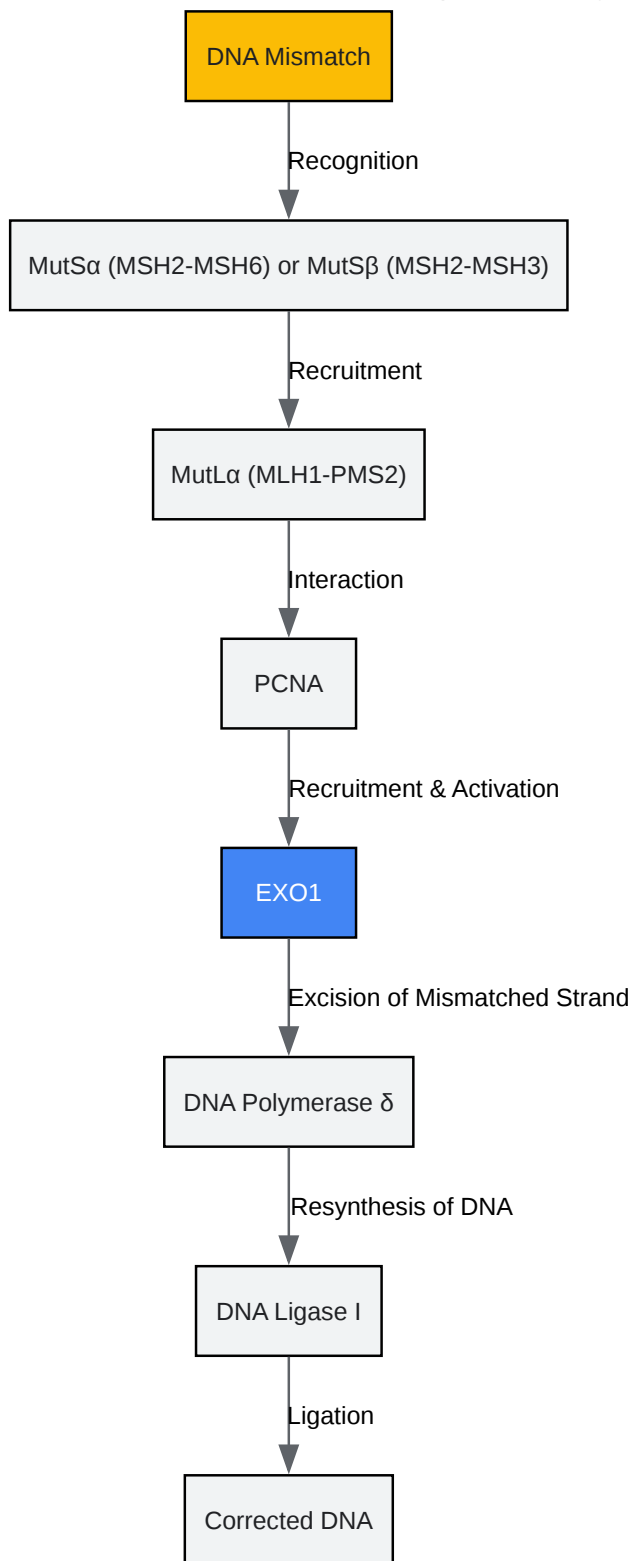 DNA Mismatch
Recognition
MutSα (MSH2-MSH6) or MutSβ (MSH2-MSH3)
Recruitment
MutLα (MLH1-PMS2)
Interaction
PCNA
Recruitment & Activation
EXO1
Excision of Mismatched Strand
DNA Polymerase δ
Resynthesis of DNA
DNA Ligase I
Ligation
Corrected DNA